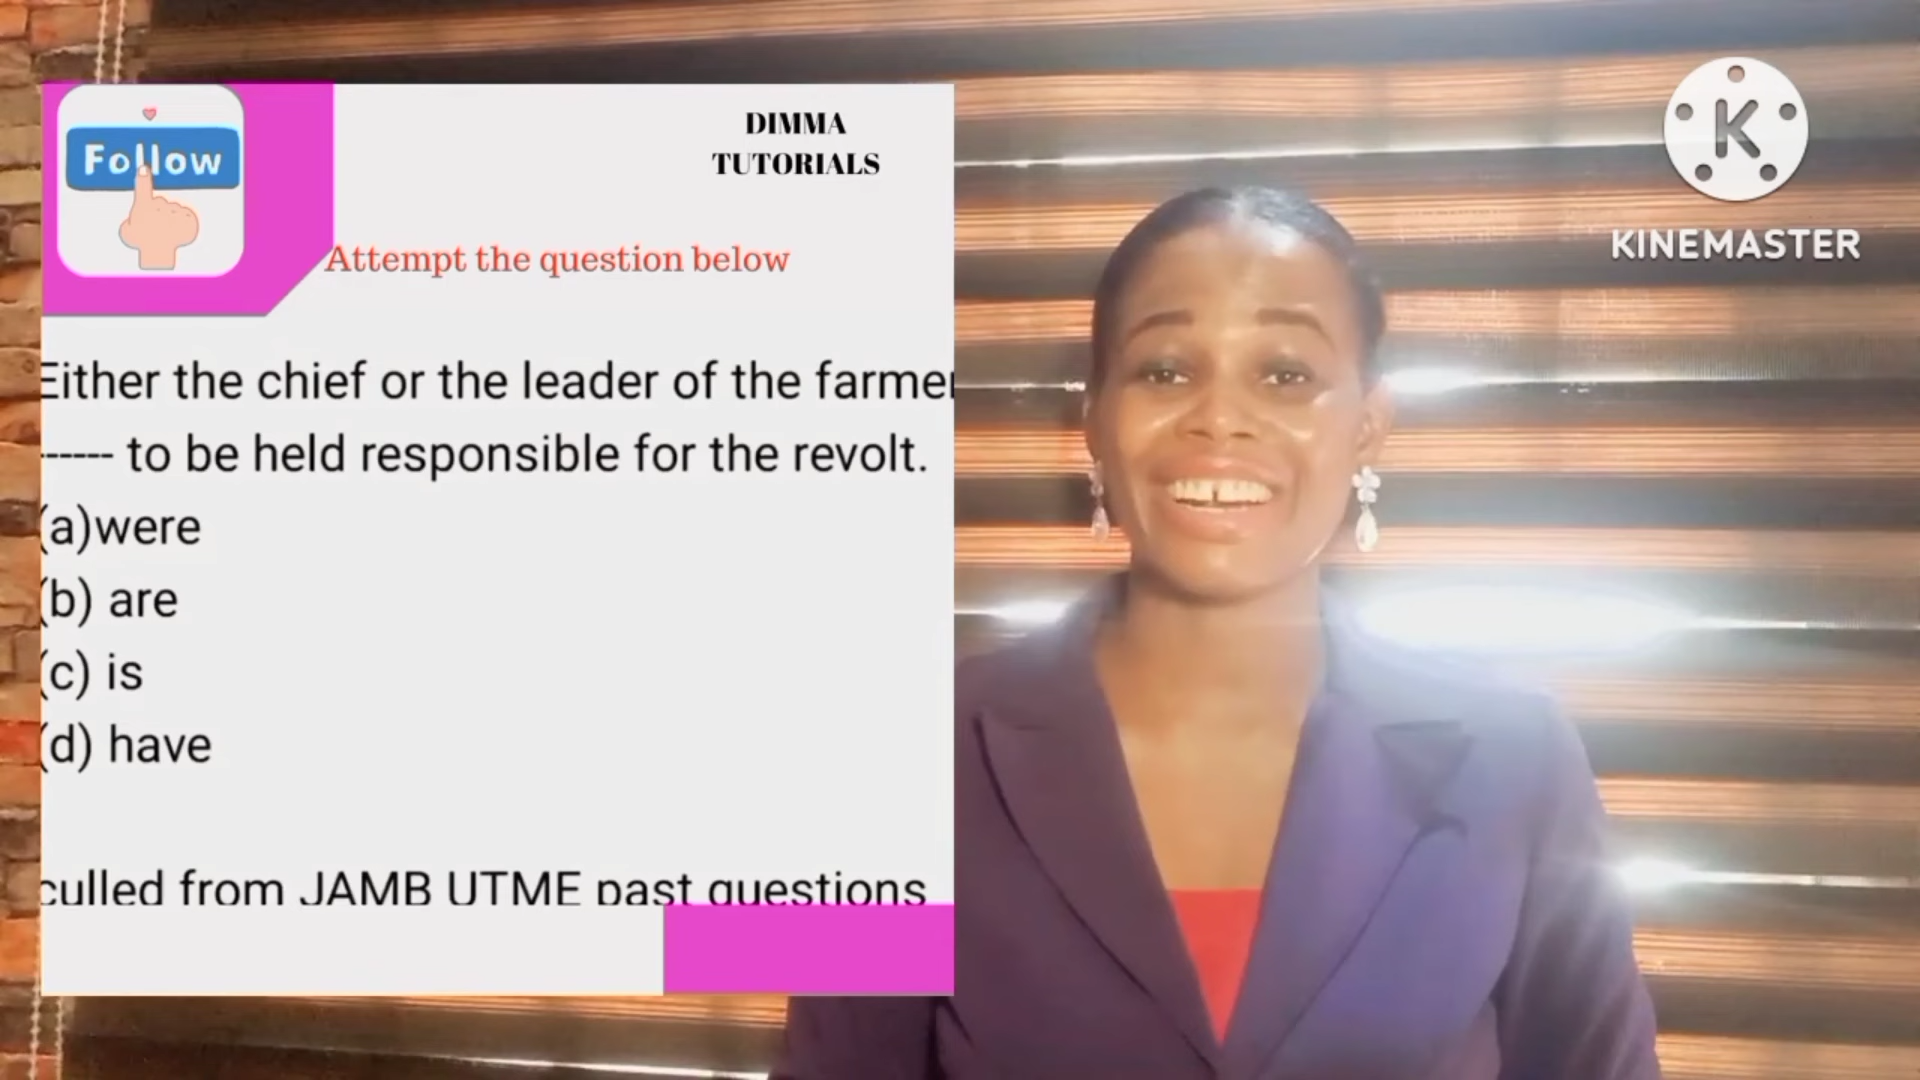 Follow
DIMMA
TUTORIALS
Attempt the question below
Either the chief or the leader of the farmer
------ to be held responsible for the revolt.
(a)were
(b) are
(c) is
(d) have
culled from JAMB UTME past questions
K
KINEMASTER